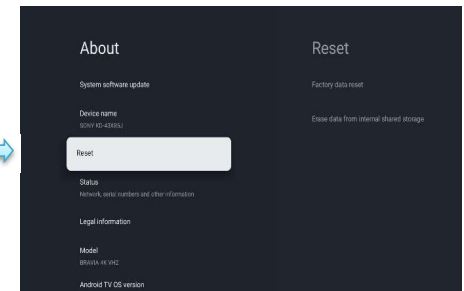 About
System software update
Device name
SONY KD-43X85J
Reset
Status
Network, serial numbers and other information
Legal information
Model
BRAVIA 4K VH2
Android TV OS version
Reset
Factory data reset
Erase data from internal shared storage